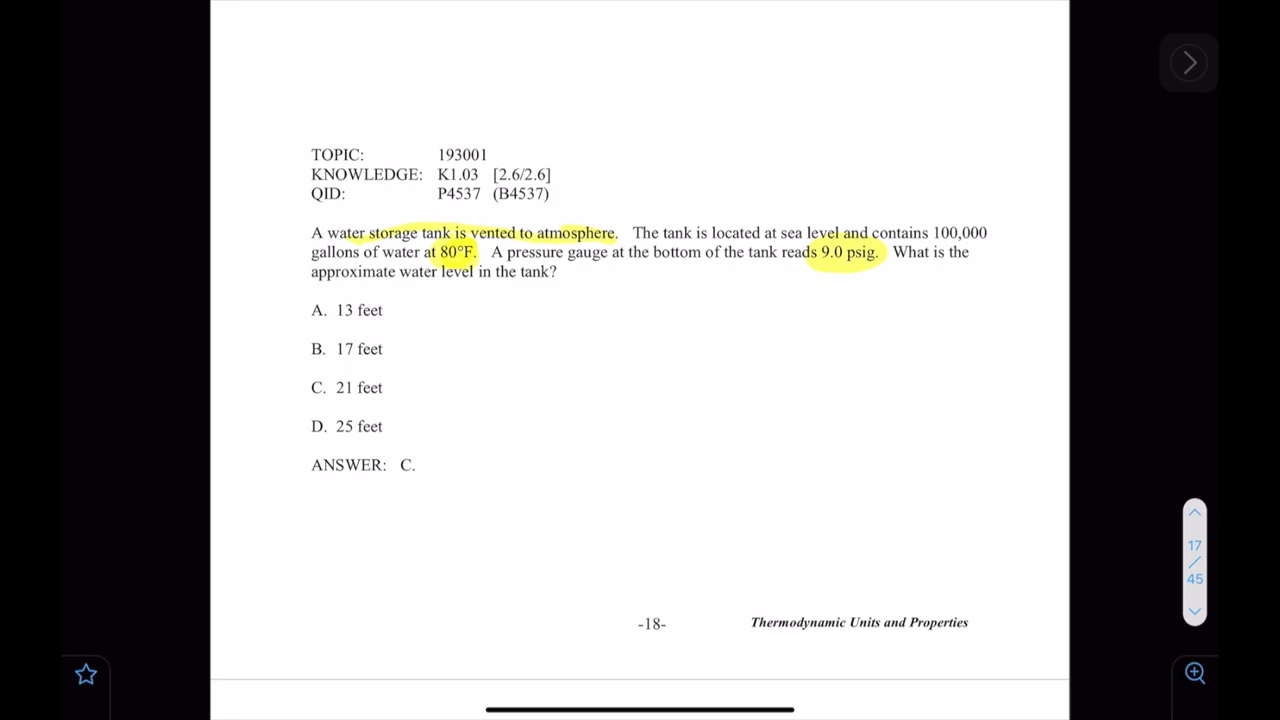 TOPIC: 193001
KNOWLEDGE: K1.03 [2.6/2.6]
QID: P4537 (B4537)
A water storage tank is vented to atmosphere. The tank is located at sea level and contains 100,000
gallons of water at 80°F. A pressure gauge at the bottom of the tank reads 9.0 psig. What is the
approximate water level in the tank?
A. 13 feet
B. 17 feet
C. 21 feet
D. 25 feet
ANSWER: C.
17
/
45
-18- Thermodynamic Units and Properties